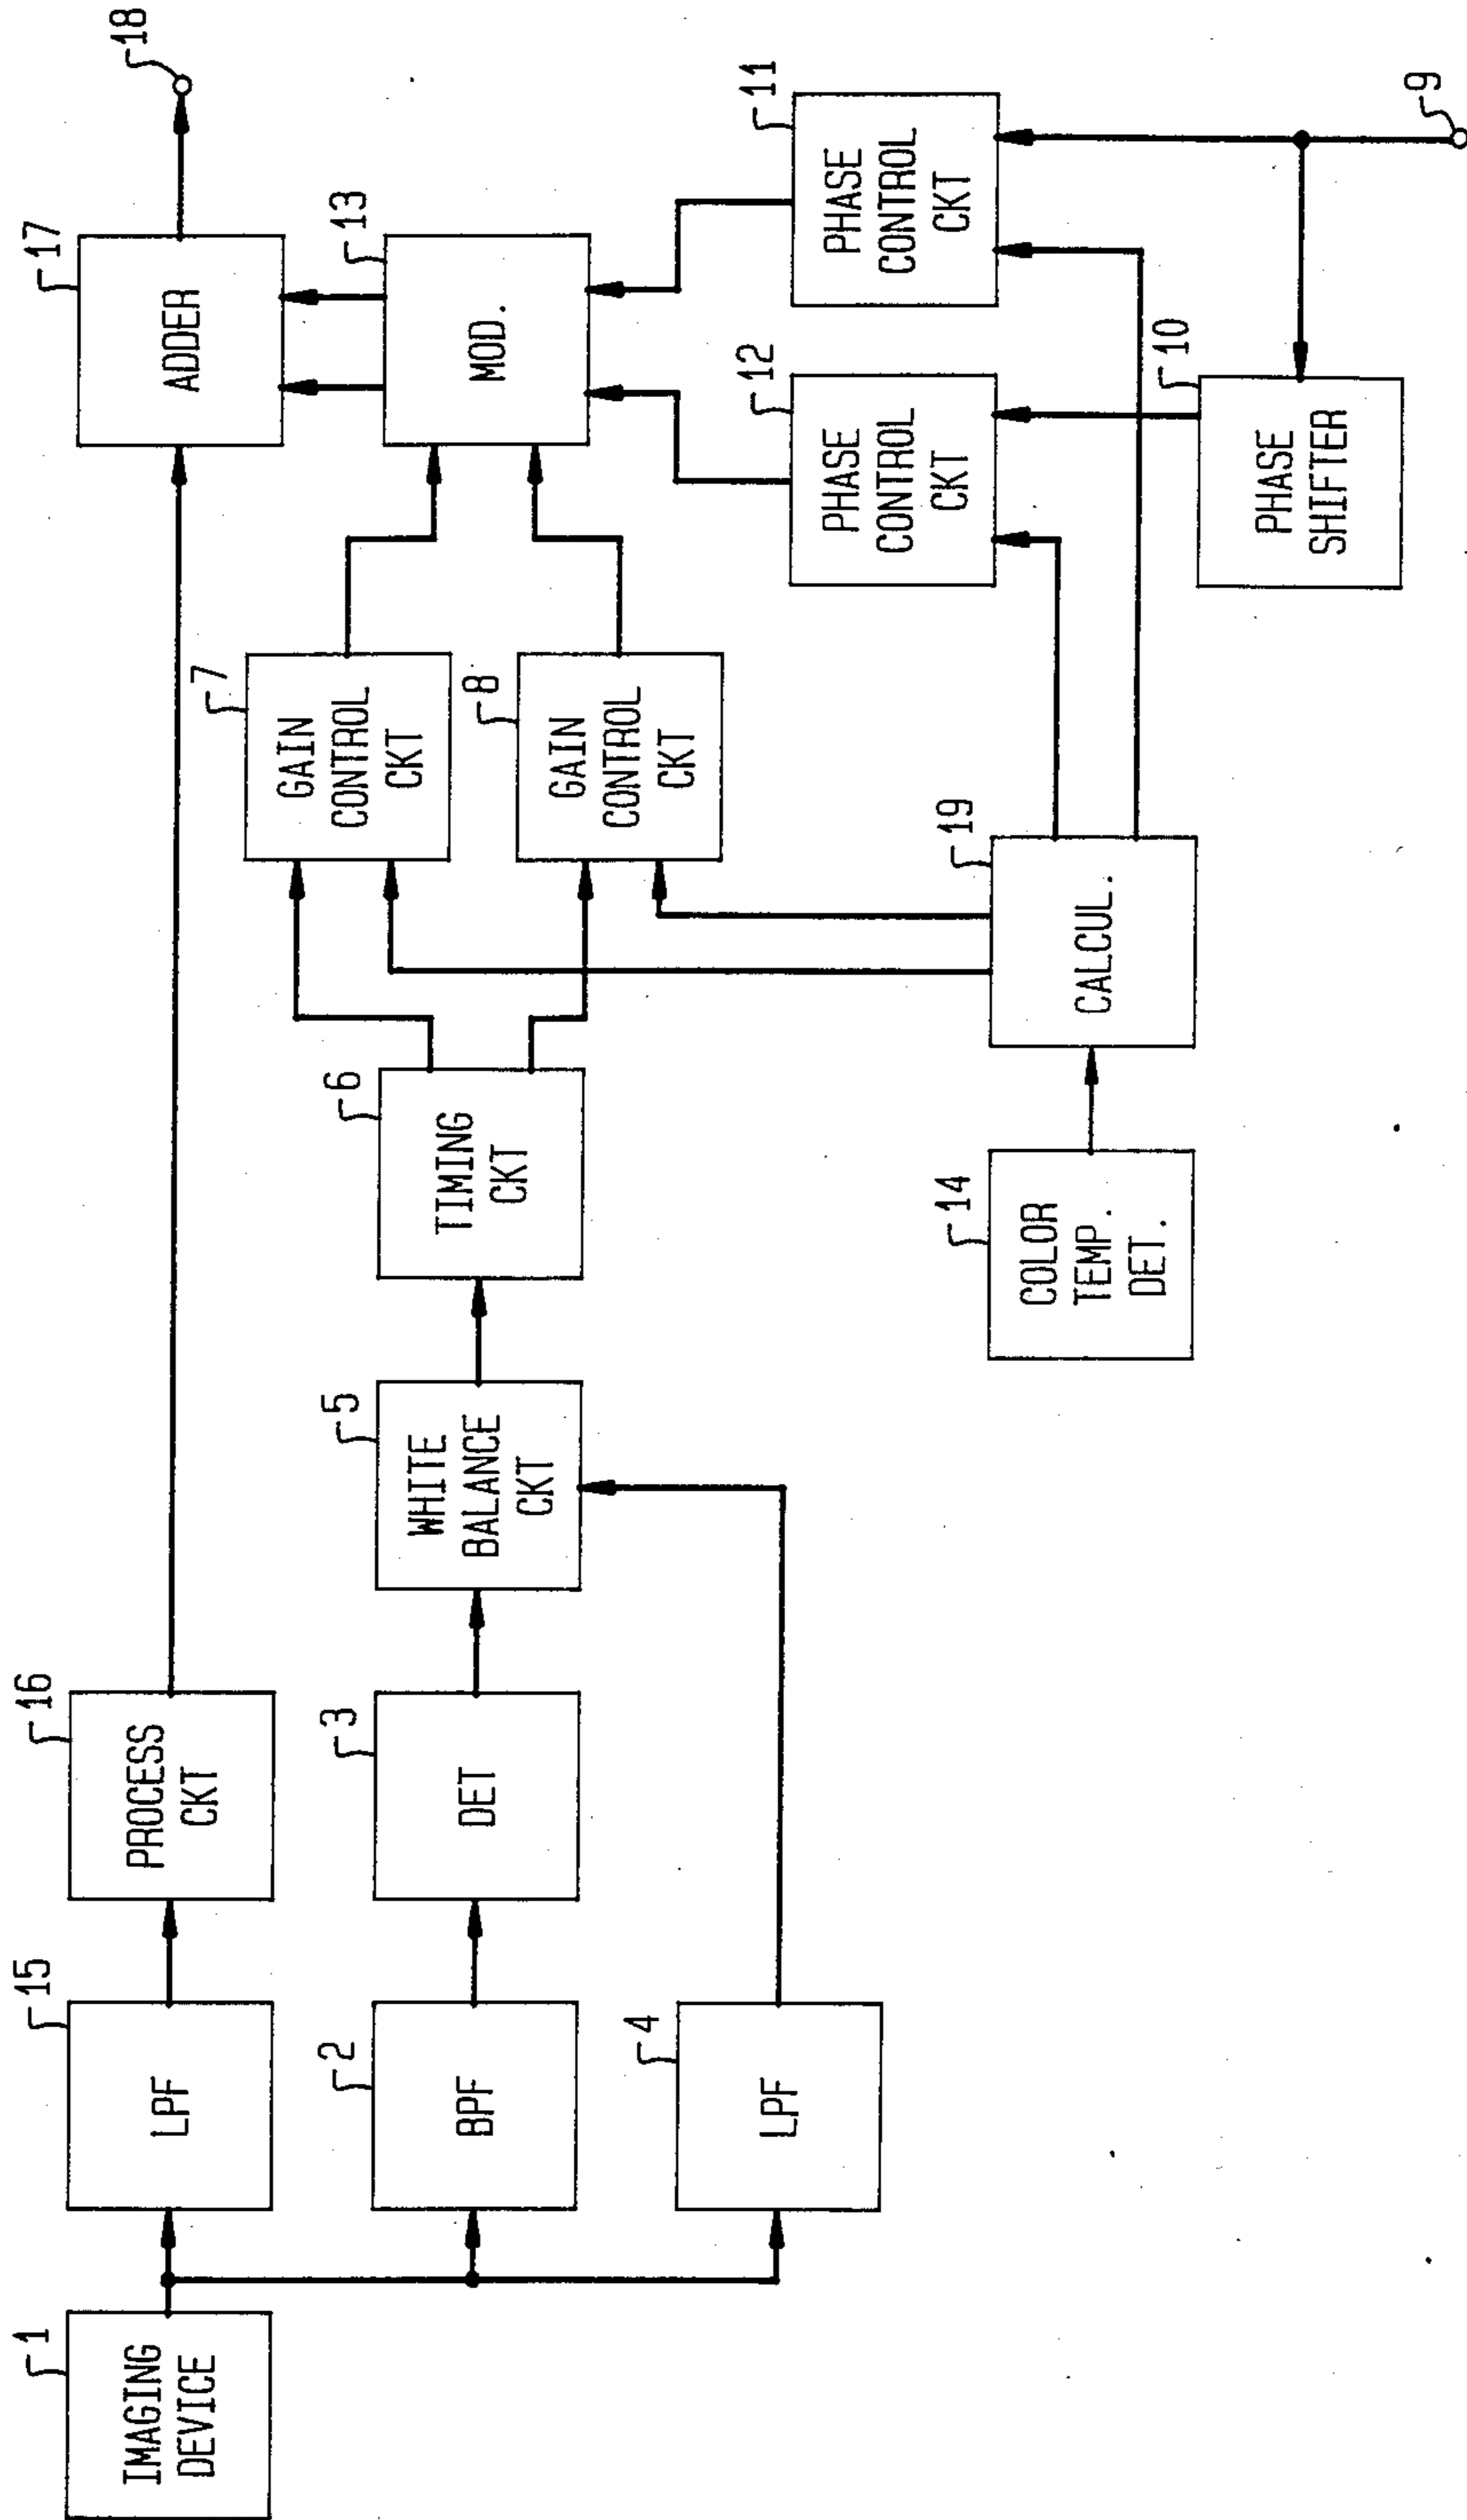 1
IMAGING
DEVICE
15
LPF
16
PROCESS
CKT
17
ADDER
18
2
BPF
3
DET
5
WHITE
BALANCE
CKT
6
TIMING
CKT
7
GAIN
CONTROL
CKT
8
GAIN
CONTROL
CKT
13
MOD.
4
LPF
14
COLOR
TEMP.
DET.
19
CALCUL.
12
PHASE
CONTROL
CKT
11
PHASE
CONTROL
CKT
10
PHASE
SHIFTER
9